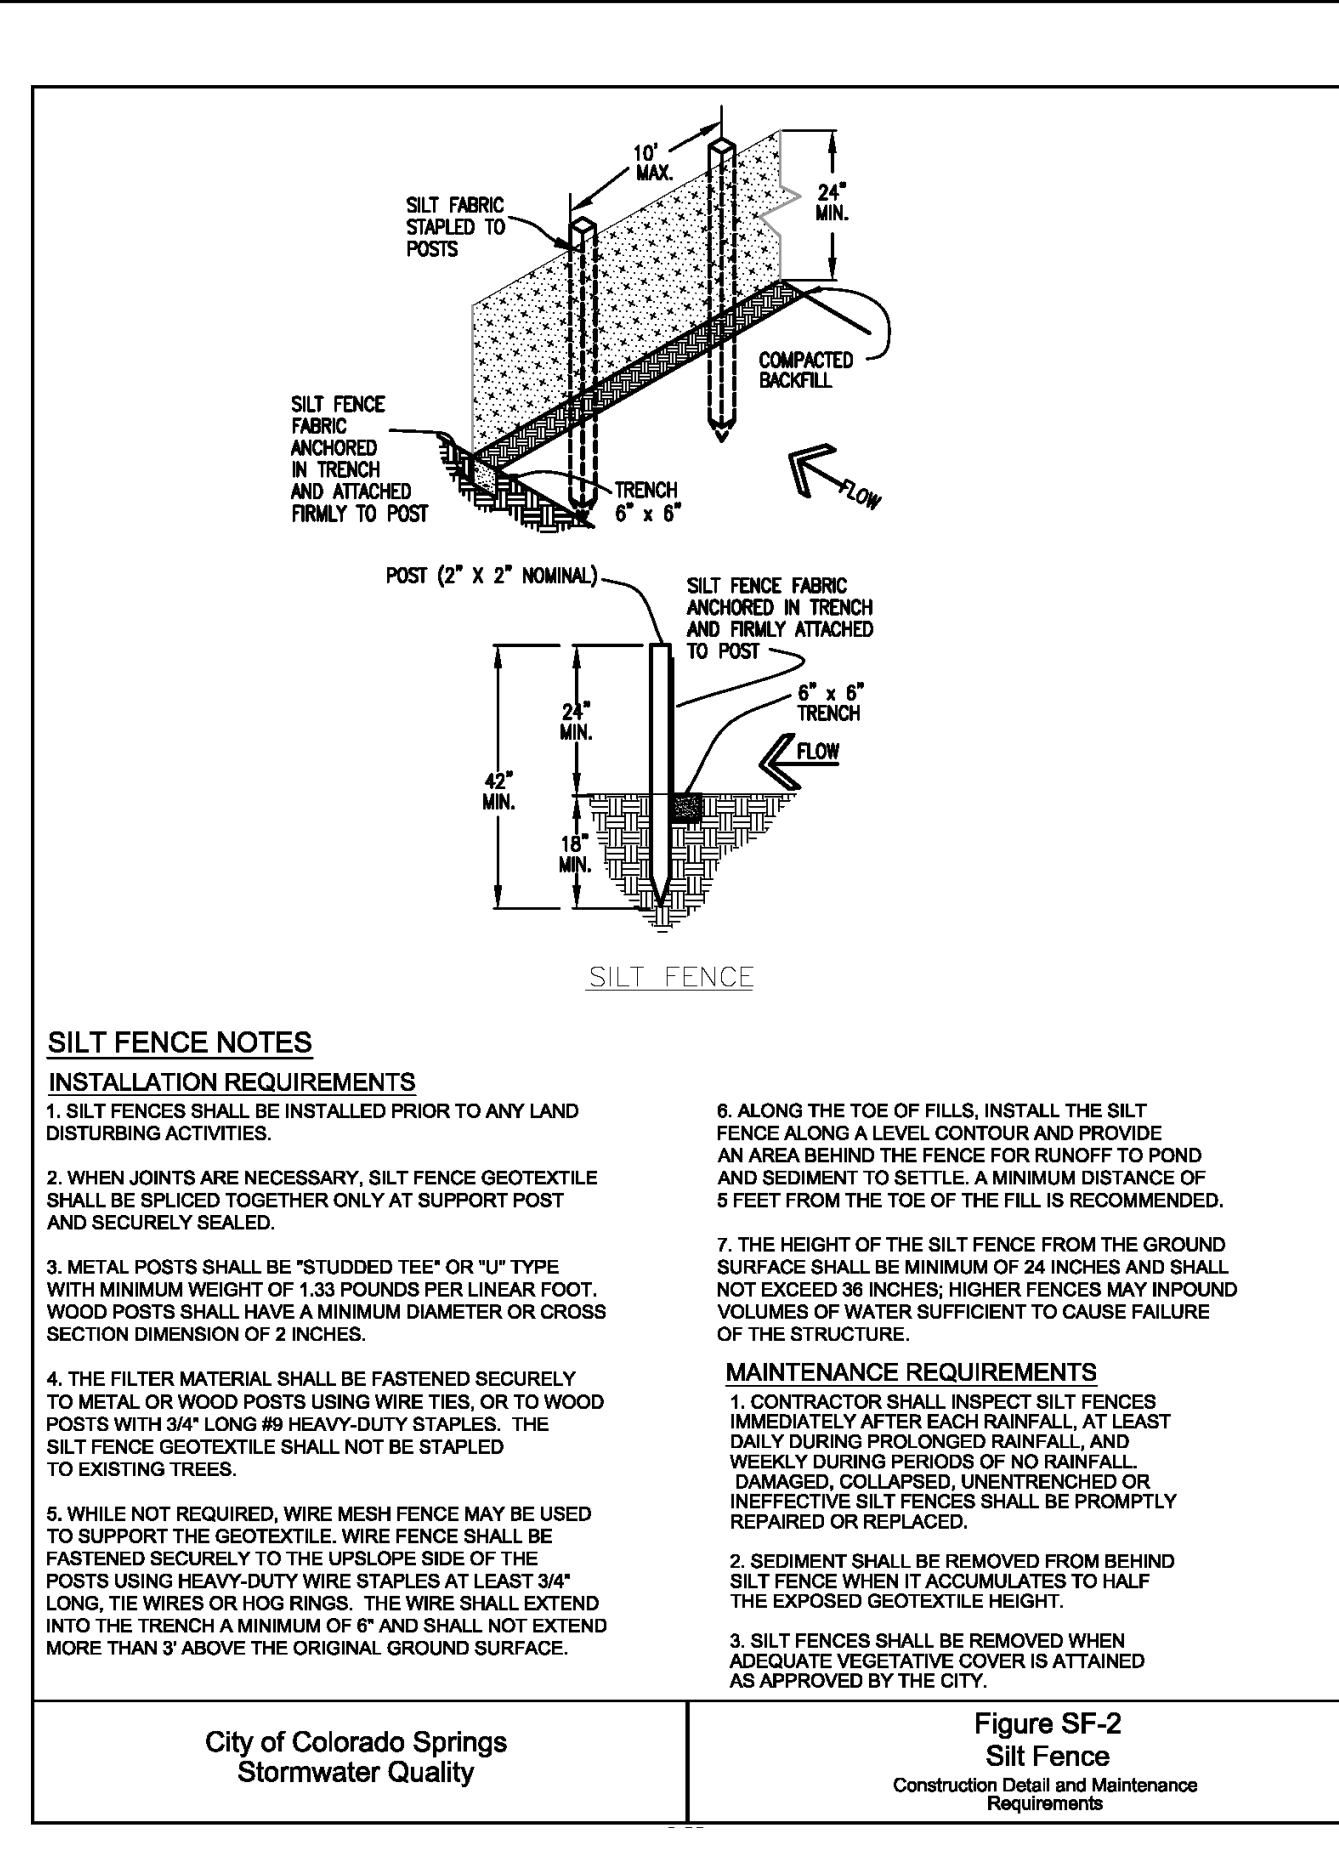 10'
MAX.
24"
MIN.
SILT FABRIC
STAPLED TO
POSTS
COMPACTED
BACKFILL
SILT FENCE
FABRIC
ANCHORED
IN TRENCH
AND ATTACHED
FIRMLY TO POST
TRENCH
6" x 6"
FLOW
POST (2" X 2" NOMINAL)
SILT FENCE FABRIC
ANCHORED IN TRENCH
AND FIRMLY ATTACHED
TO POST
6" x 6"
TRENCH
24"
MIN.
FLOW
42"
MIN.
18"
MIN.
SILT FENCE
SILT FENCE NOTES
INSTALLATION REQUIREMENTS
1. SILT FENCES SHALL BE INSTALLED PRIOR TO ANY LAND
DISTURBING ACTIVITIES.
2. WHEN JOINTS ARE NECESSARY, SILT FENCE GEOTEXTILE
SHALL BE SPLICED TOGETHER ONLY AT SUPPORT POST
AND SECURELY SEALED.
3. METAL POSTS SHALL BE "STUDDED TEE" OR "U" TYPE
WITH MINIMUM WEIGHT OF 1.33 POUNDS PER LINEAR FOOT.
WOOD POSTS SHALL HAVE A MINIMUM DIAMETER OR CROSS
SECTION DIMENSION OF 2 INCHES.
4. THE FILTER MATERIAL SHALL BE FASTENED SECURELY
TO METAL OR WOOD POSTS USING WIRE TIES, OR TO WOOD
POSTS WITH 3/4" LONG #9 HEAVY-DUTY STAPLES. THE
SILT FENCE GEOTEXTILE SHALL NOT BE STAPLED
TO EXISTING TREES.
5. WHILE NOT REQUIRED, WIRE MESH FENCE MAY BE USED
TO SUPPORT THE GEOTEXTILE. WIRE FENCE SHALL BE
FASTENED SECURELY TO THE UPSLOPE SIDE OF THE
POSTS USING HEAVY-DUTY WIRE STAPLES AT LEAST 3/4"
LONG, TIE WIRES OR HOG RINGS. THE WIRE SHALL EXTEND
INTO THE TRENCH A MINIMUM OF 6" AND SHALL NOT EXTEND
MORE THAN 3' ABOVE THE ORIGINAL GROUND SURFACE.
6. ALONG THE TOE OF FILLS, INSTALL THE SILT
FENCE ALONG A LEVEL CONTOUR AND PROVIDE
AN AREA BEHIND THE FENCE FOR RUNOFF TO POND
AND SEDIMENT TO SETTLE. A MINIMUM DISTANCE OF
5 FEET FROM THE TOE OF THE FILL IS RECOMMENDED.
7. THE HEIGHT OF THE SILT FENCE FROM THE GROUND
SURFACE SHALL BE MINIMUM OF 24 INCHES AND SHALL
NOT EXCEED 36 INCHES; HIGHER FENCES MAY INPOUND
VOLUMES OF WATER SUFFICIENT TO CAUSE FAILURE
OF THE STRUCTURE.
MAINTENANCE REQUIREMENTS
1. CONTRACTOR SHALL INSPECT SILT FENCES
IMMEDIATELY AFTER EACH RAINFALL, AT LEAST
DAILY DURING PROLONGED RAINFALL, AND
WEEKLY DURING PERIODS OF NO RAINFALL.
DAMAGED, COLLAPSED, UNENTRENCHED OR
INEFFECTIVE SILT FENCES SHALL BE PROMPTLY
REPAIRED OR REPLACED.
2. SEDIMENT SHALL BE REMOVED FROM BEHIND
SILT FENCE WHEN IT ACCUMULATES TO HALF
THE EXPOSED GEOTEXTILE HEIGHT.
3. SILT FENCES SHALL BE REMOVED WHEN
ADEQUATE VEGETATIVE COVER IS ATTAINED
AS APPROVED BY THE CITY.
City of Colorado Springs
Stormwater Quality
Figure SF-2
Silt Fence
Construction Detail and Maintenance
Requirements